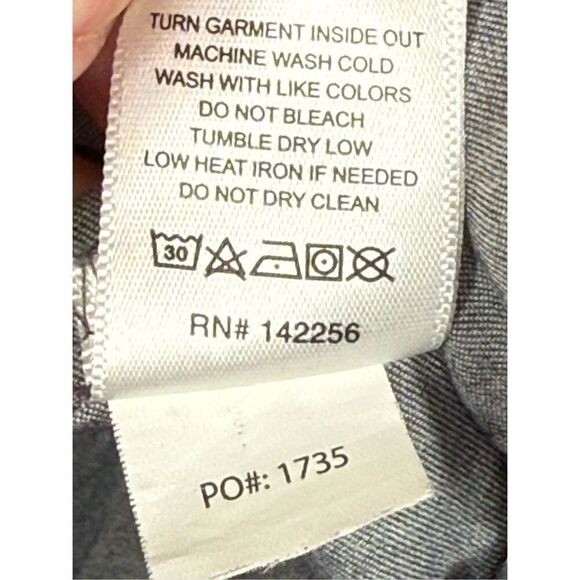 TURN GARMENT INSIDE OUT
MACHINE WASH COLD
WASH WITH LIKE COLORS
DO NOT BLEACH
TUMBLE DRY LOW
LOW HEAT IRON IF NEEDED
DO NOT DRY CLEAN
30
RN# 142256
PO#: 1735